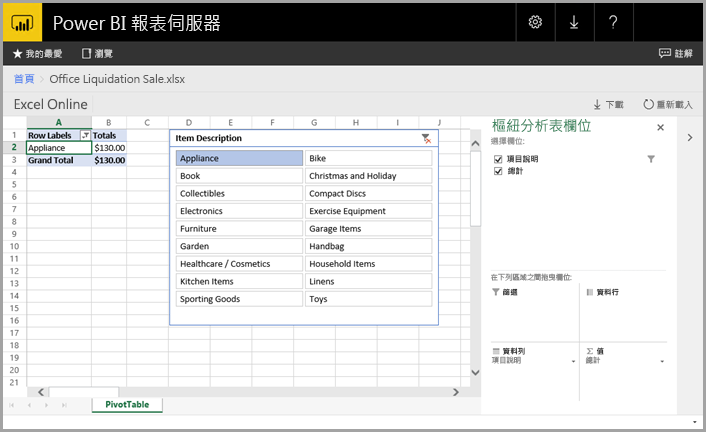 Power BI 報表伺服器
?
我的最愛 瀏覽 註解
首頁 > Office Liquidation Sale.xlsx
Excel Online 下載 重新載入
A B C D E F G H I J
1 Row Labels Totals
2 Appliance $130.00
3 Grand Total $130.00
4
5
6
7
8
9
10
11
12
13
14
15
16
17
18
19
20
21
Item Description
Appliance Bike
Book Christmas and Holiday
Collectibles Compact Discs
Electronics Exercise Equipment
Furniture Garage Items
Garden Handbag
Healthcare / Cosmetics Household Items
Kitchen Items Linens
Sporting Goods Toys
樞紐分析表欄位
選擇欄位:
項目說明
總計
在下列區域之間拖曳欄位:
篩選 資料行
資料列 Σ 值
項目說明 總計
PivotTable